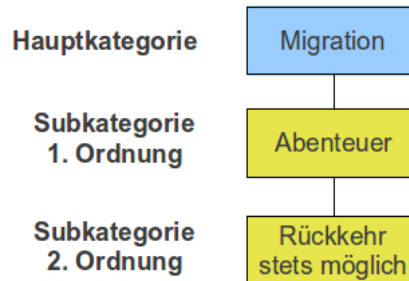 Hauptkategorie
Migration
Subkategorie
1. Ordnung
Abenteuer
Subkategorie
2. Ordnung
Rückkehr
stets möglich